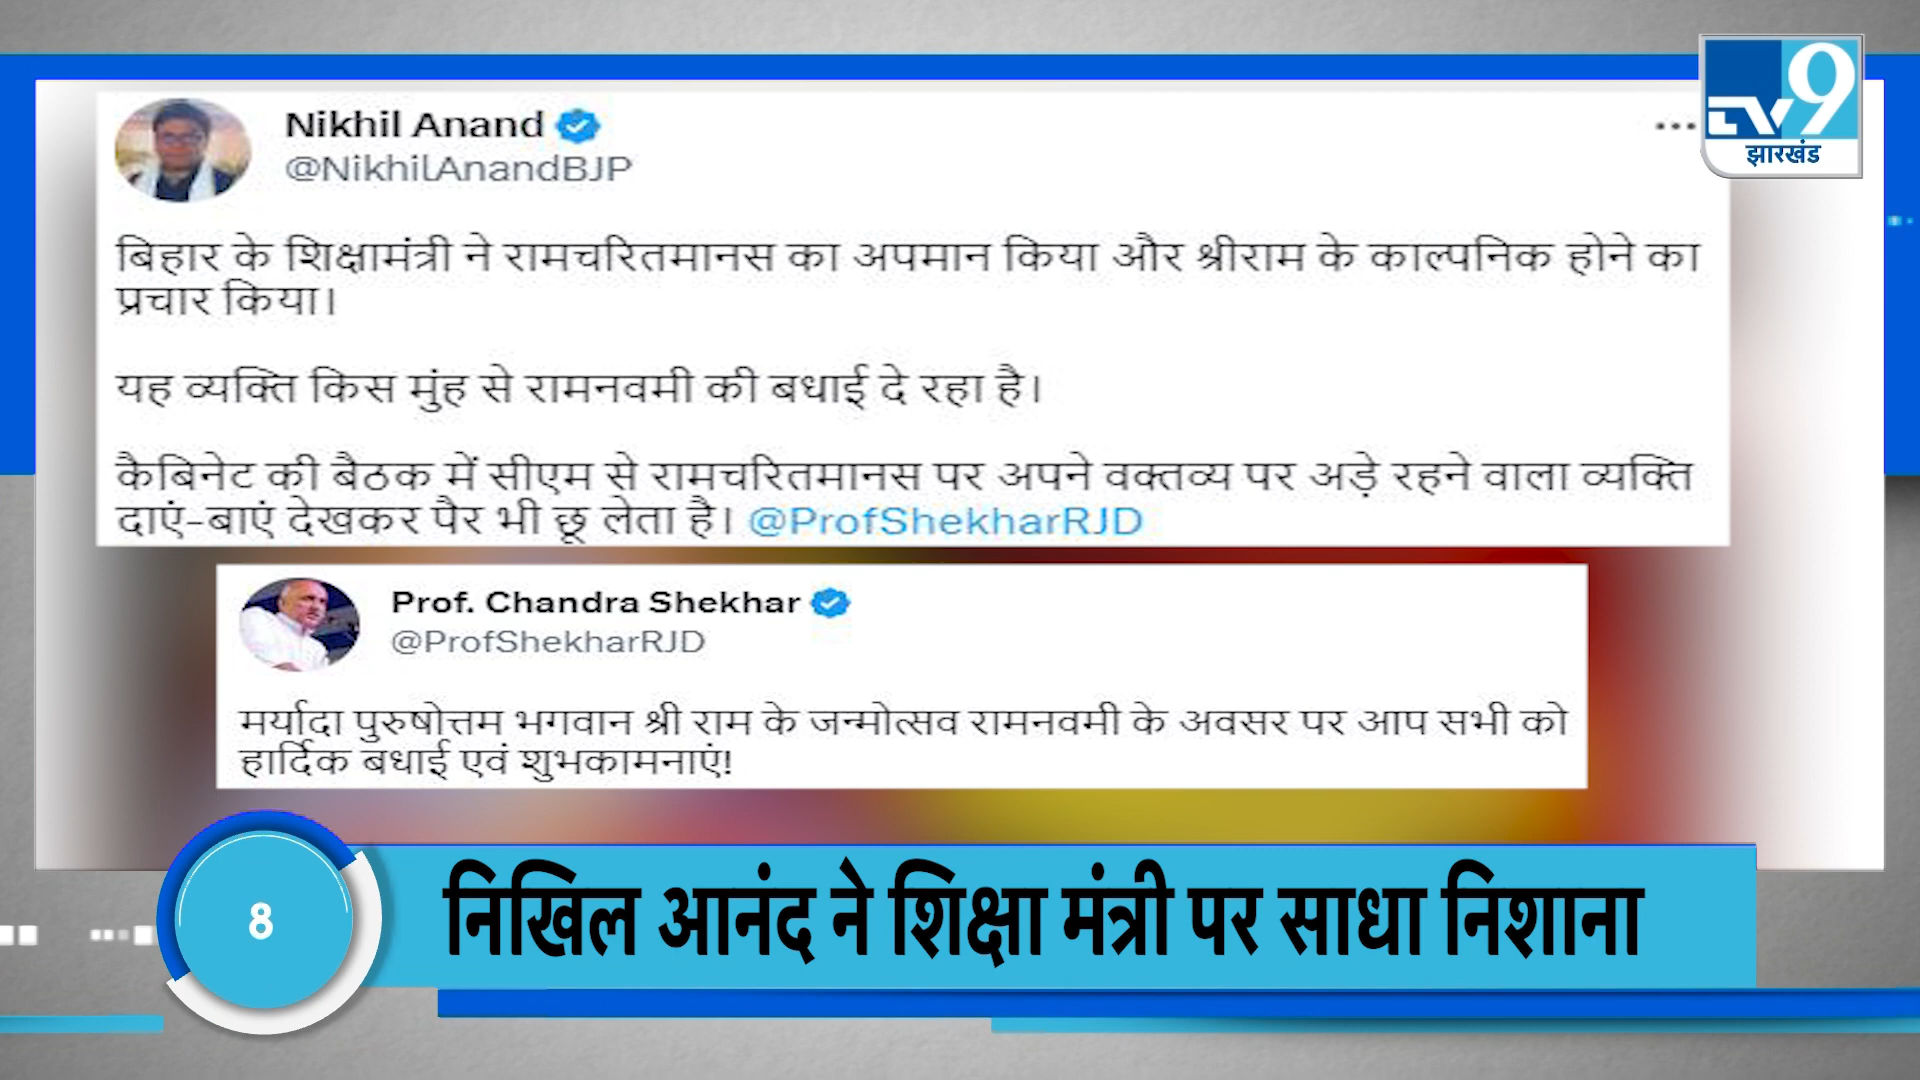 TV9
झारखंड
Nikhil Anand
@NikhilAnandBJP
बिहार के शिक्षामंत्री ने रामचरितमानस का अपमान किया और श्रीराम के काल्पनिक होने का
प्रचार किया।
यह व्यक्ति किस मुंह से रामनवमी की बधाई दे रहा है।
कैबिनेट की बैठक में सीएम से रामचरितमानस पर अपने वक्तव्य पर अड़े रहने वाला व्यक्ति
दाएं-बाएं देखकर पैर भी छू लेता है। @ProfShekharRJD
Prof. Chandra Shekhar
@ProfShekharRJD
मर्यादा पुरुषोत्तम भगवान श्री राम के जन्मोत्सव रामनवमी के अवसर पर आप सभी को
हार्दिक बधाई एवं शुभकामनाएं!
8
निखिल आनंद ने शिक्षा मंत्री पर साधा निशाना